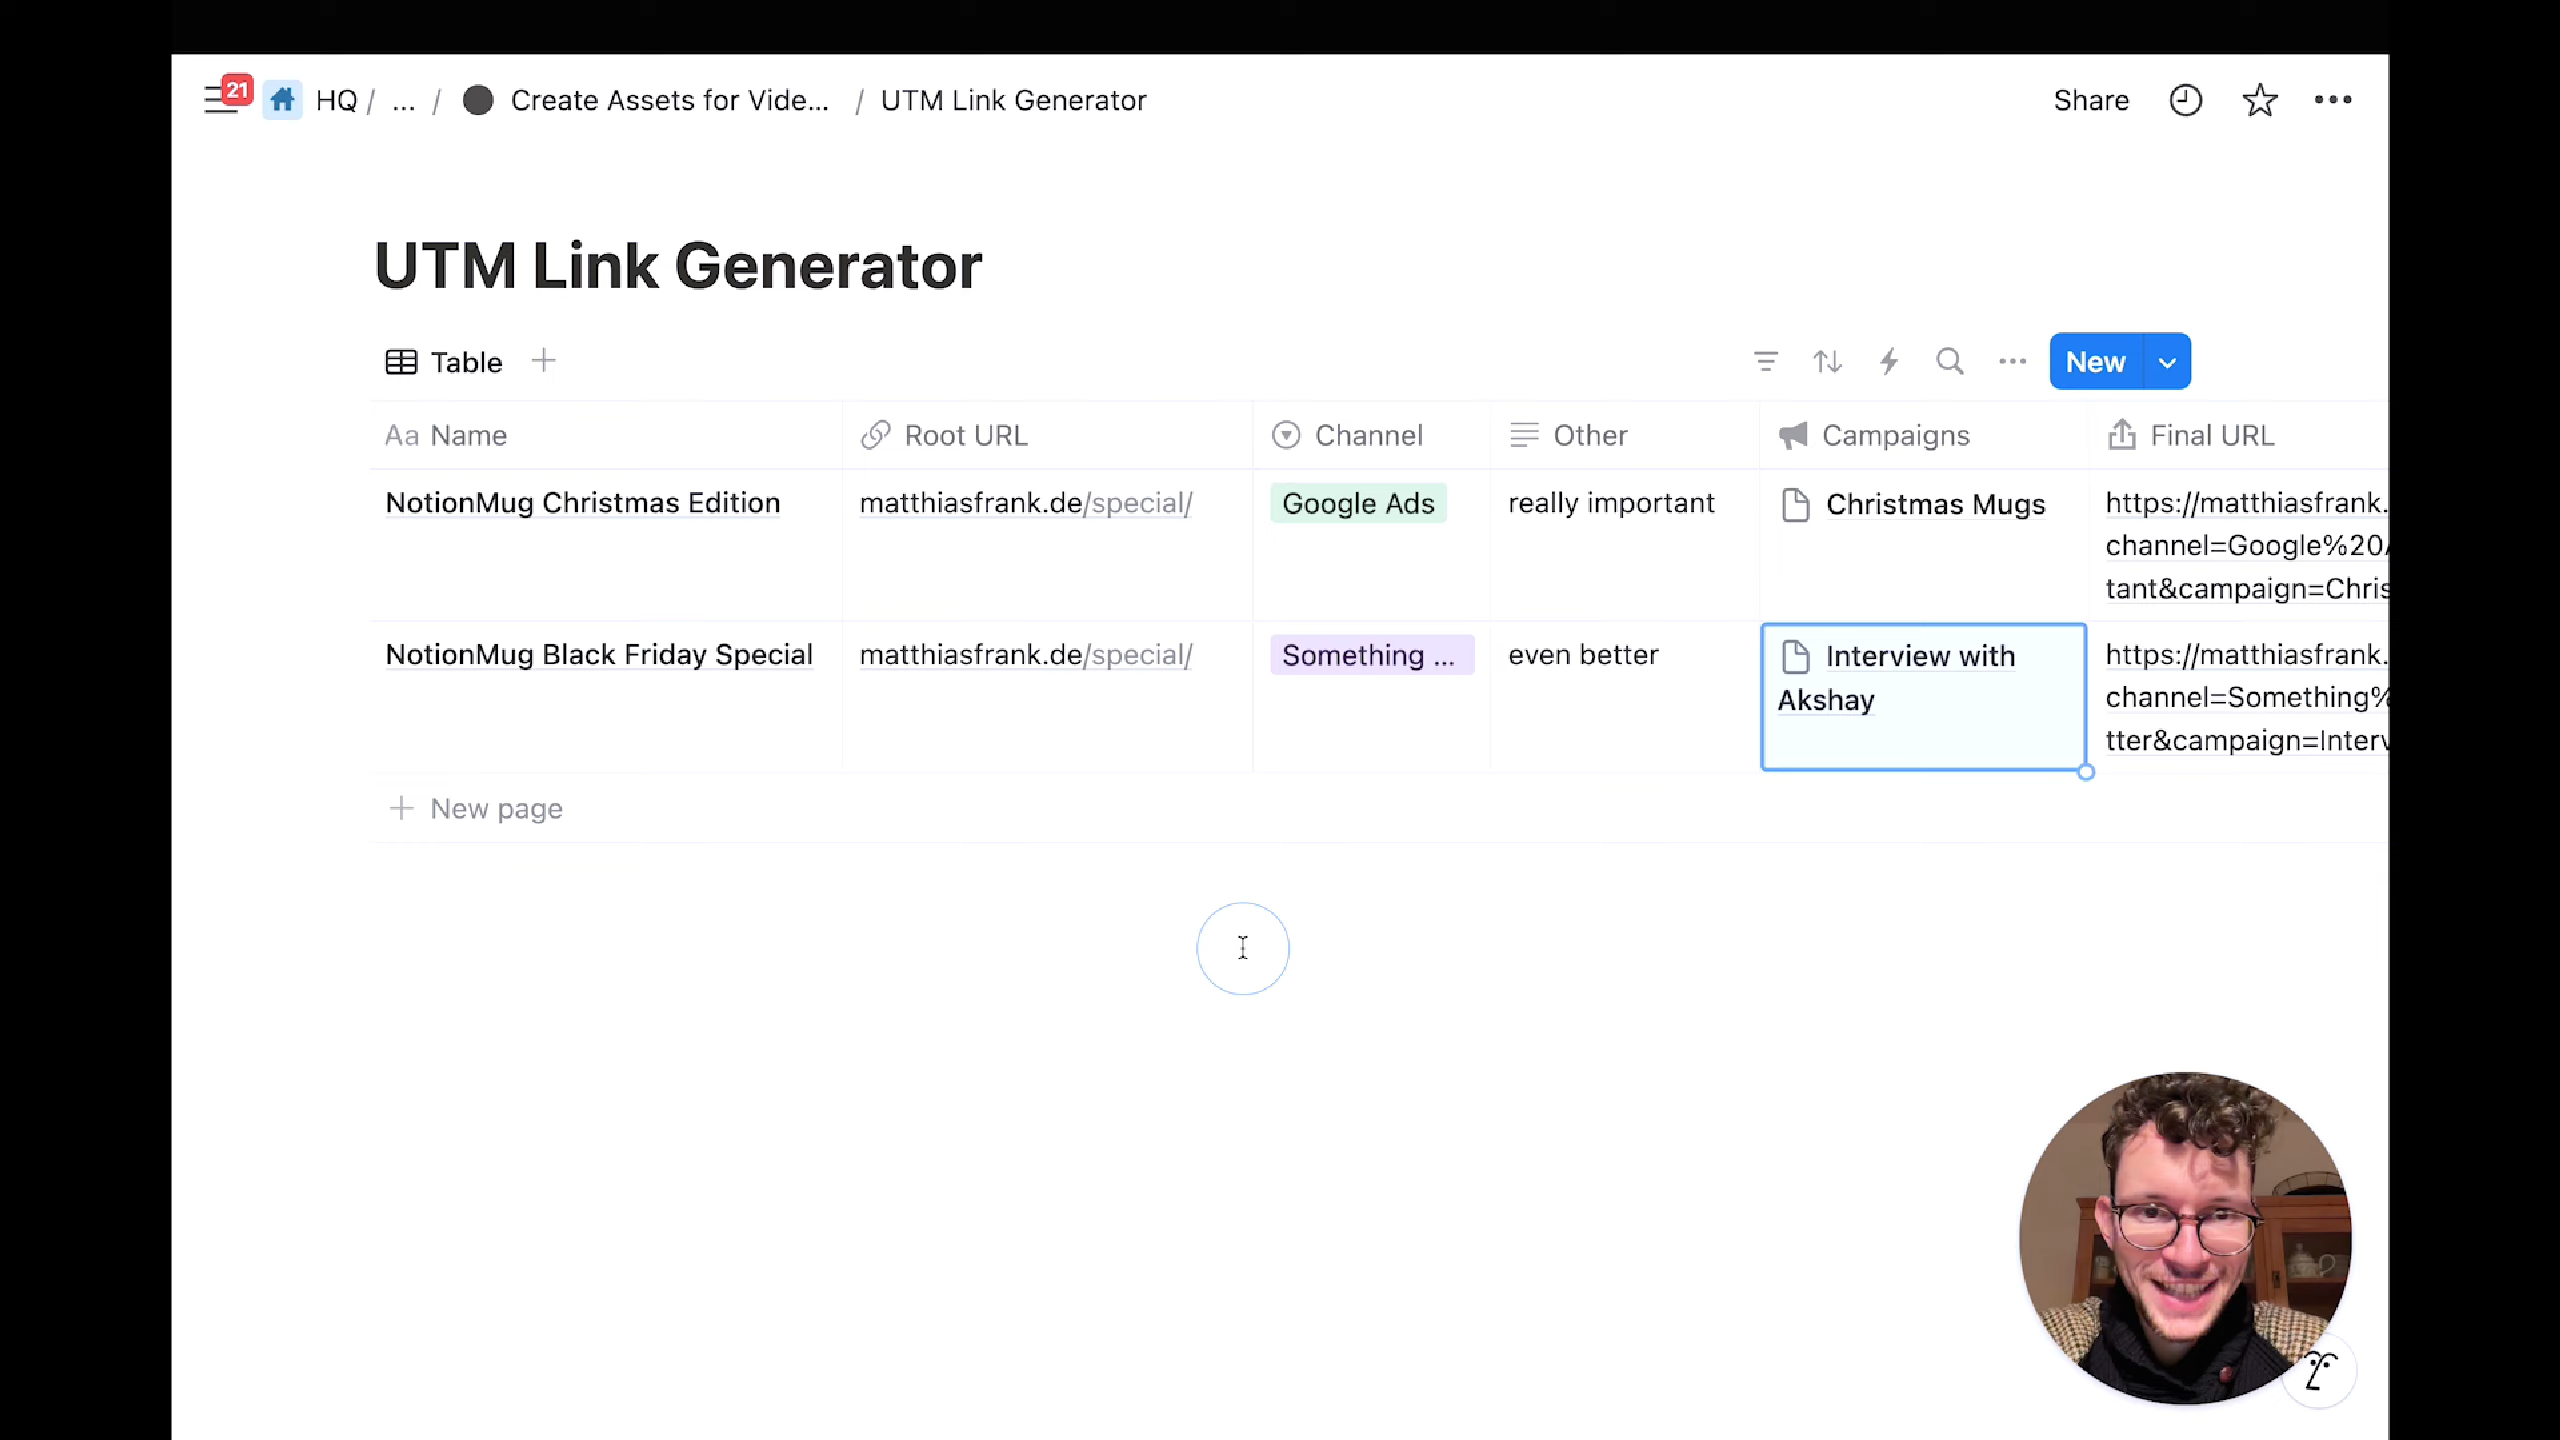 21 HQ / ... / Create Assets for Vide... / UTM Link Generator Share
UTM Link Generator
Table New
Aa Name Root URL Channel Other Campaigns Final URL
NotionMug Christmas Edition matthiasfrank.de/special/ Google Ads really important Christmas Mugs https://matthiasfrank.
channel=Google%20
tant&campaign=Chris
NotionMug Black Friday Special matthiasfrank.de/special/ Something ... even better Interview with https://matthiasfrank.
Akshay channel=Something%
tter&campaign=Interv
New page